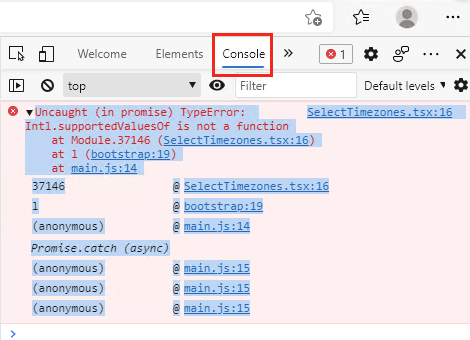 Welcome Elements Console » 1
top Filter Default levels
Uncaught (in promise) TypeError: SelectTimezones.tsx:16
Intl.supportedValuesOf is not a function
at Module.37146 (SelectTimezones.tsx:16)
at l (bootstrap:19)
at main.js:14
37146 @ SelectTimezones.tsx:16
l @ bootstrap:19
(anonymous) @ main.js:14
Promise.catch (async)
(anonymous) @ main.js:15
(anonymous) @ main.js:15
(anonymous) @ main.js:15